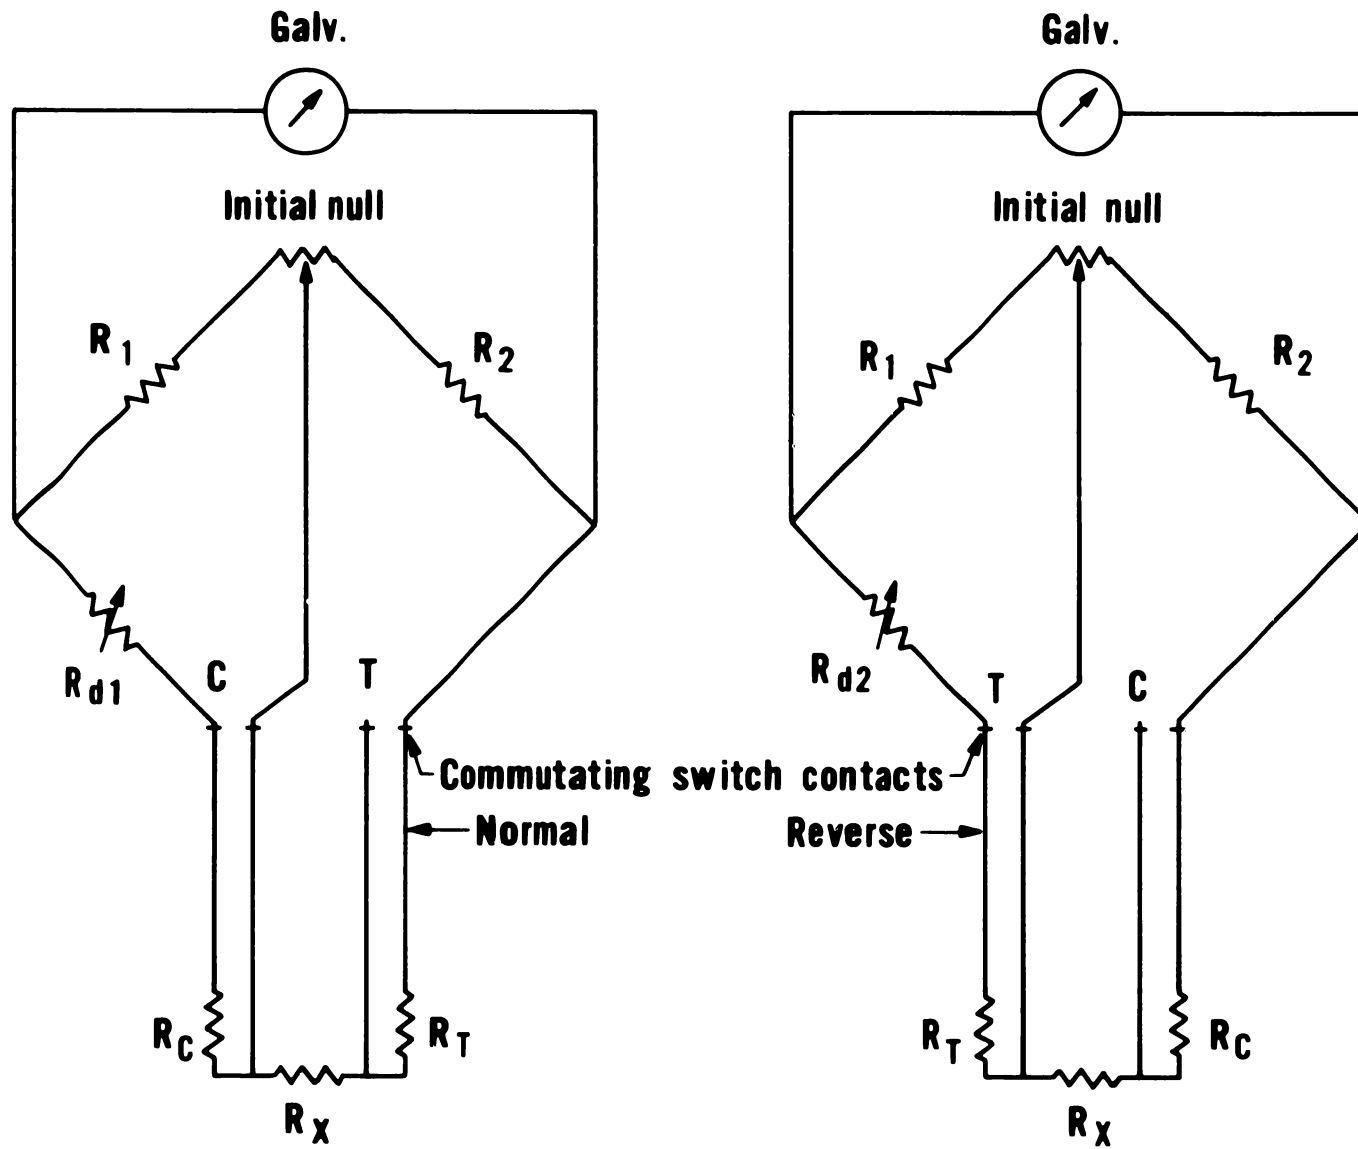 Galv.
Galv.
Initial null
Initial null
R1
R2
R1
R2
Rd1
C
T
Rd2
T
C
Commutating switch contacts
Normal
Reverse
RC
RT
RT
RC
RX
RX